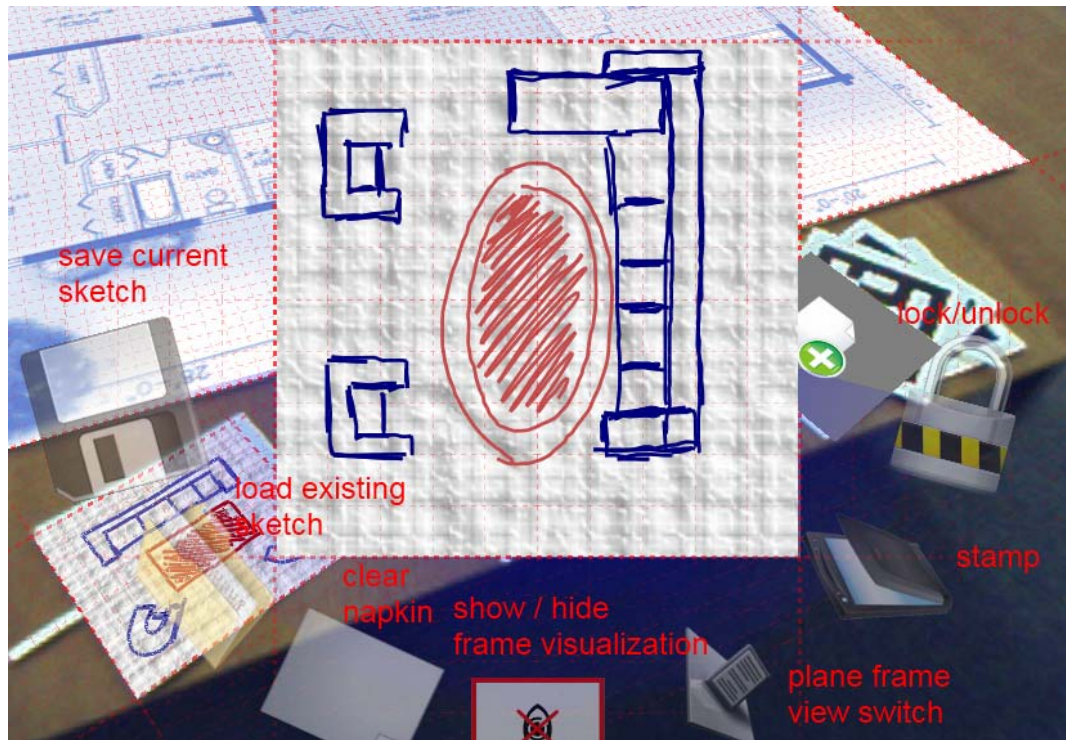 save current
sketch
lock/unlock
load existing
sketch
clear
napkin
show / hide
frame visualization
stamp
plane frame
view switch